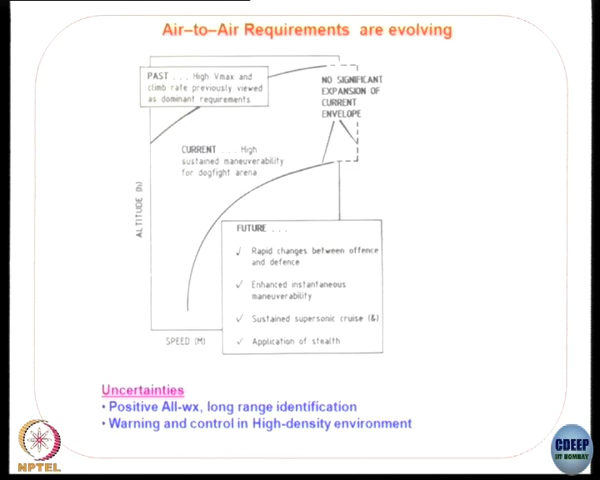 Air-to-Air Requirements are evolving
PAST . . . High Vmax and
climb rate previously viewed
as dominant requirements
NO SIGNIFICANT
EXPANSION OF
CURRENT
ENVELOPE
CURRENT . . . High
sustained maneuverability
for dogfight arena
ALTITUDE (h)
FUTURE . . .
✓ Rapid changes between offence
and defence
✓ Enhanced instantaneous
maneuverability
✓ Sustained supersonic cruise (&)
✓ Application of stealth
SPEED (M)
Uncertainties
• Positive All-wx, long range identification
• Warning and control in High-density environment
NPTEL
CDEEP
IIT BOMBAY